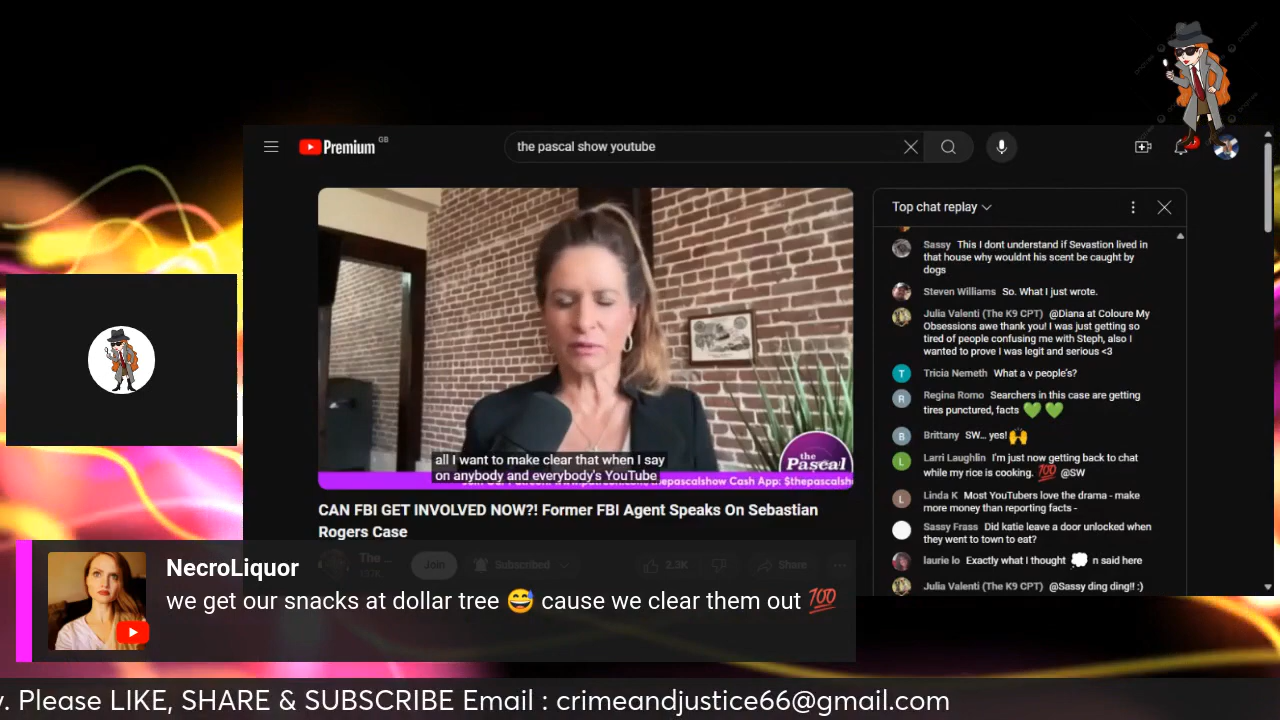 Premium GB
the pascal show youtube
all I want to make clear that when I say
on anybody and everybody's YouTube
the
Pascal
thepascalshow Cash App: $thepascalsh
CAN FBI GET INVOLVED NOW?! Former FBI Agent Speaks On Sebastian
Rogers Case
The ...
Join
Subscribed
2.3K
Share
Top chat replay
Sassy This I dont understand if Sevastion lived in
that house why wouldnt his scent be caught by
dogs
Steven Williams So. What I just wrote.
Julia Valenti (The K9 CPT) @Diana at Coloure My
Obsessions awe thank you! I was just getting so
tired of people confusing me with Steph, also I
wanted to prove I was legit and serious <3
T
Tricia Nemeth What a v people's?
R
Regina Romo Searchers in this case are getting
tires punctured, facts 💚 💚
B
Brittany SW... yes! 🙌
L
Larri Laughlin I'm just now getting back to chat
while my rice is cooking. 💯 @SW
L
Linda K Most YouTubers love the drama - make
more money than reporting facts -
Sassy Frass Did katie leave a door unlocked when
they went to town to eat?
laurie lo Exactly what I thought 💭 n said here
Julia Valenti (The K9 CPT) @Sassy ding ding!! :)
NecroLiquor
we get our snacks at dollar tree 😅 cause we clear them out 💯
. Please LIKE, SHARE & SUBSCRIBE Email : crimeandjustice66@gmail.com